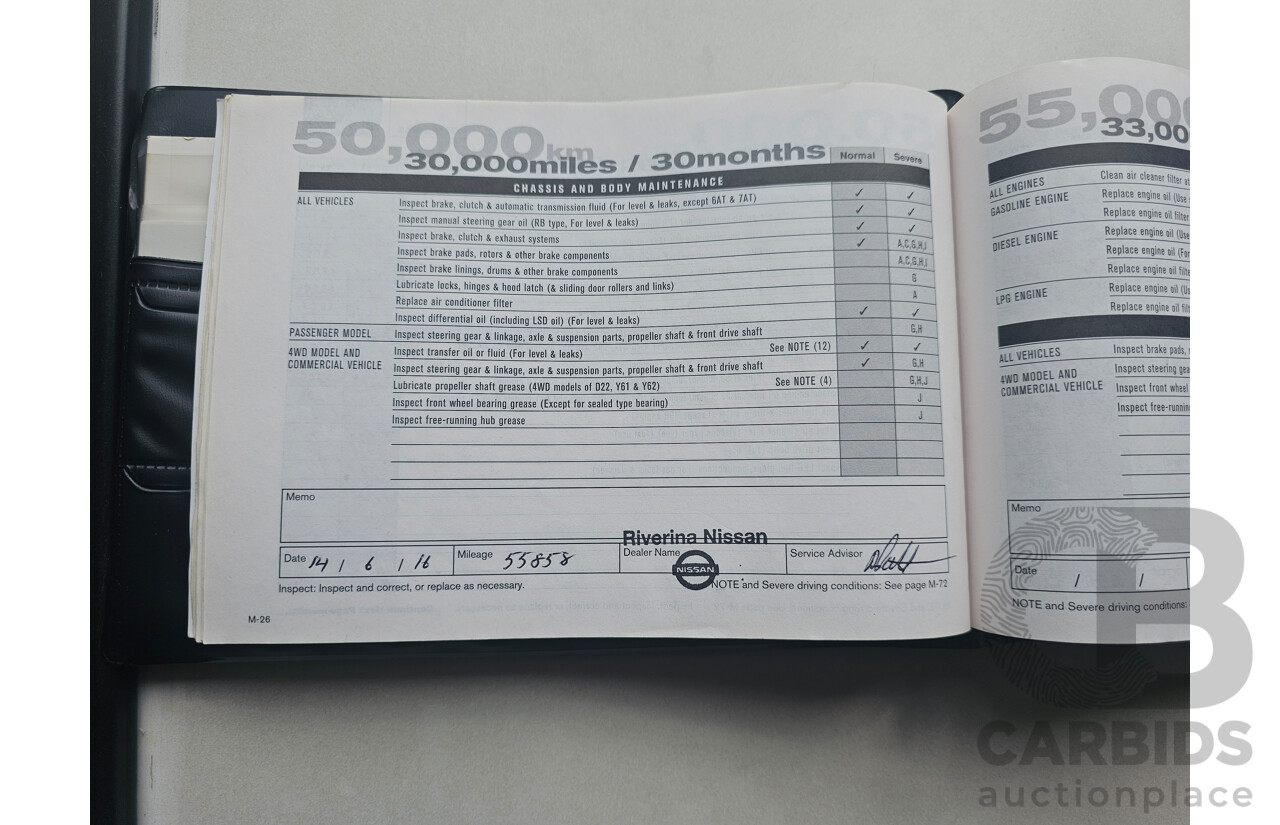 50,000km
30,000miles / 30months
Normal Severe
CHASSIS AND BODY MAINTENANCE
ALL VEHICLES Inspect brake, clutch & automatic transmission fluid (For level & leaks, except 6AT & 7AT) ✓ ✓
Inspect manual steering gear oil (RB type, For level & leaks) ✓ ✓
Inspect brake, clutch & exhaust systems ✓ ✓
Inspect brake pads, rotors & other brake components ✓ A,C,G,H,I
Inspect brake linings, drums & other brake components A,C,G,H,I
Lubricate locks, hinges & hood latch (& sliding door rollers and links) G
Replace air conditioner filter A
Inspect differential oil (including LSD oil) (For level & leaks) ✓ ✓
PASSENGER MODEL Inspect steering gear & linkage, axle & suspension parts, propeller shaft & front drive shaft G,H
4WD MODEL AND COMMERCIAL VEHICLE Inspect transfer oil or fluid (For level & leaks) See NOTE (12) ✓ ✓
Inspect steering gear & linkage, axle & suspension parts, propeller shaft & front drive shaft ✓ G,H
Lubricate propeller shaft grease (4WD models of D22, Y61 & Y62) See NOTE (4) G,H,J
Inspect front wheel bearing grease (Except for sealed type bearing) J
Inspect free-running hub grease J
Memo
Riverina Nissan
Date 14 / 6 / 16 Mileage 55858 Dealer Name Service Advisor
NISSAN
Inspect: Inspect and correct, or replace as necessary. NOTE and Severe driving conditions: See page M-72
M-26
55,00
33,00
ALL ENGINES Clean air cleaner filter
GASOLINE ENGINE Replace engine oil (Use
Replace engine oil filter
DIESEL ENGINE Replace engine oil (Use
Replace engine oil (For
Replace engine oil filte
LPG ENGINE Replace engine oil (Us
Replace engine oil filt
ALL VEHICLES Inspect brake pads,
4WD MODEL AND COMMERCIAL VEHICLE Inspect steering gea
Inspect front wheel
Inspect free-runnin
Memo
Date / /
NOTE and Severe driving conditions:
CARBIDS
auctionplace